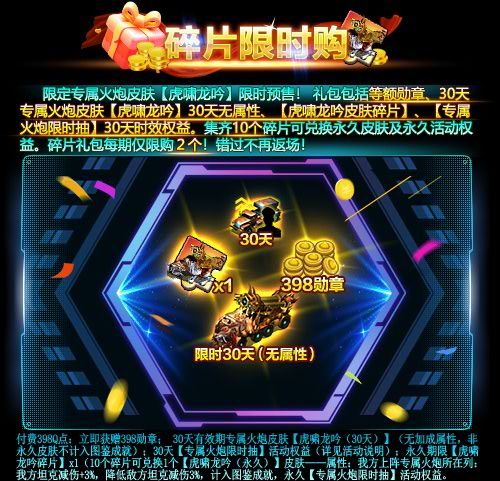 碎片限时购
限定专属火炮皮肤【虎啸龙吟】限时预售！礼包包括等额勋章、30天
专属火炮皮肤【虎啸龙吟】30天无属性、【虎啸龙吟皮肤碎片】、【专属
火炮限时抽】30天时效权益。集齐10个碎片可兑换永久皮肤及永久活动权
益。碎片礼包每期仅限购2个！错过不再返场！
30天
x1
398勋章
限时30天（无属性）
付费398Q点；立即获赠398勋章； 30天有效期专属火炮皮肤【虎啸龙吟（30天）】（无加成属性，非
永久皮肤不计入图鉴成就）；30天【专属火炮限时抽】活动权益（详见活动说明）；永久期限【虎啸
龙吟碎片】x1（10个碎片可兑换1个【虎啸龙吟（永久）】皮肤——属性：我方上阵专属火炮所在列：
我方坦克减伤+3%，降低敌方坦克减伤3%，计入图鉴成就，永久【专属火炮限时抽】活动权益。